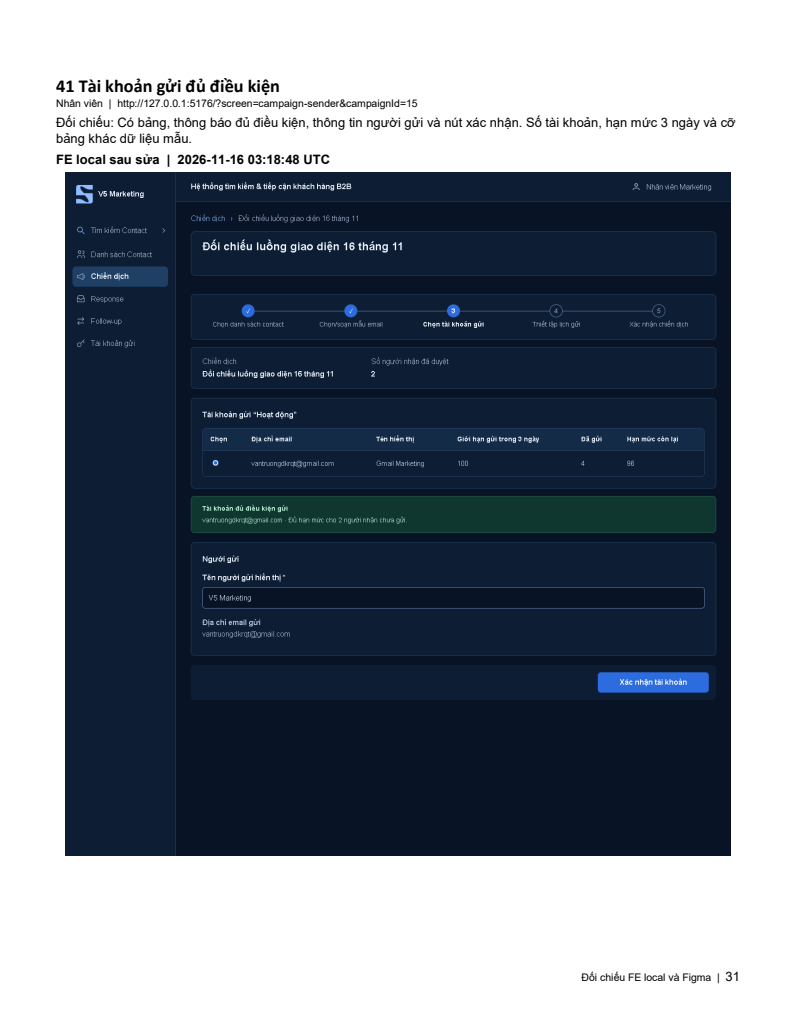 41 Tài khoản gửi đủ điều kiện
Nhân viên | http://127.0.0.1:5176/?screen=campaign-sender&campaignId=15
Đối chiếu: Có bảng, thông báo đủ điều kiện, thông tin người gửi và nút xác nhận. Số tài khoản, hạn mức 3 ngày và cỡ
bảng khác dữ liệu mẫu.
FE local sau sửa | 2026-11-16 03:18:48 UTC
V5 Marketing
Hệ thống tìm kiếm & tiếp cận khách hàng B2B
Nhân viên Marketing
Tìm kiếm Contact
Danh sách Contact
Chiến dịch
Response
Follow-up
Tài khoản gửi
Chiến dịch › Đối chiếu luồng giao diện 16 tháng 11
Đối chiếu luồng giao diện 16 tháng 11
✓ ✓ 3 4 5
Chọn danh sách contact Chọn/soạn mẫu email Chọn tài khoản gửi Thiết lập lịch gửi Xác nhận chiến dịch
Chiến dịch Số người nhận đã duyệt
Đối chiếu luồng giao diện 16 tháng 11 2
Tài khoản gửi “Hoạt động”
Chọn Địa chỉ email Tên hiển thị Giới hạn gửi trong 3 ngày Đã gửi Hạn mức còn lại
vantruongdkrqt@gmail.com Gmail Marketing 100 4 96
Tài khoản đủ điều kiện gửi
vantruongdkrqt@gmail.com · Đủ hạn mức cho 2 người nhận chưa gửi.
Người gửi
Tên người gửi hiển thị *
V5 Marketing
Địa chỉ email gửi
vantruongdkrqt@gmail.com
Xác nhận tài khoản
Đối chiếu FE local và Figma | 31